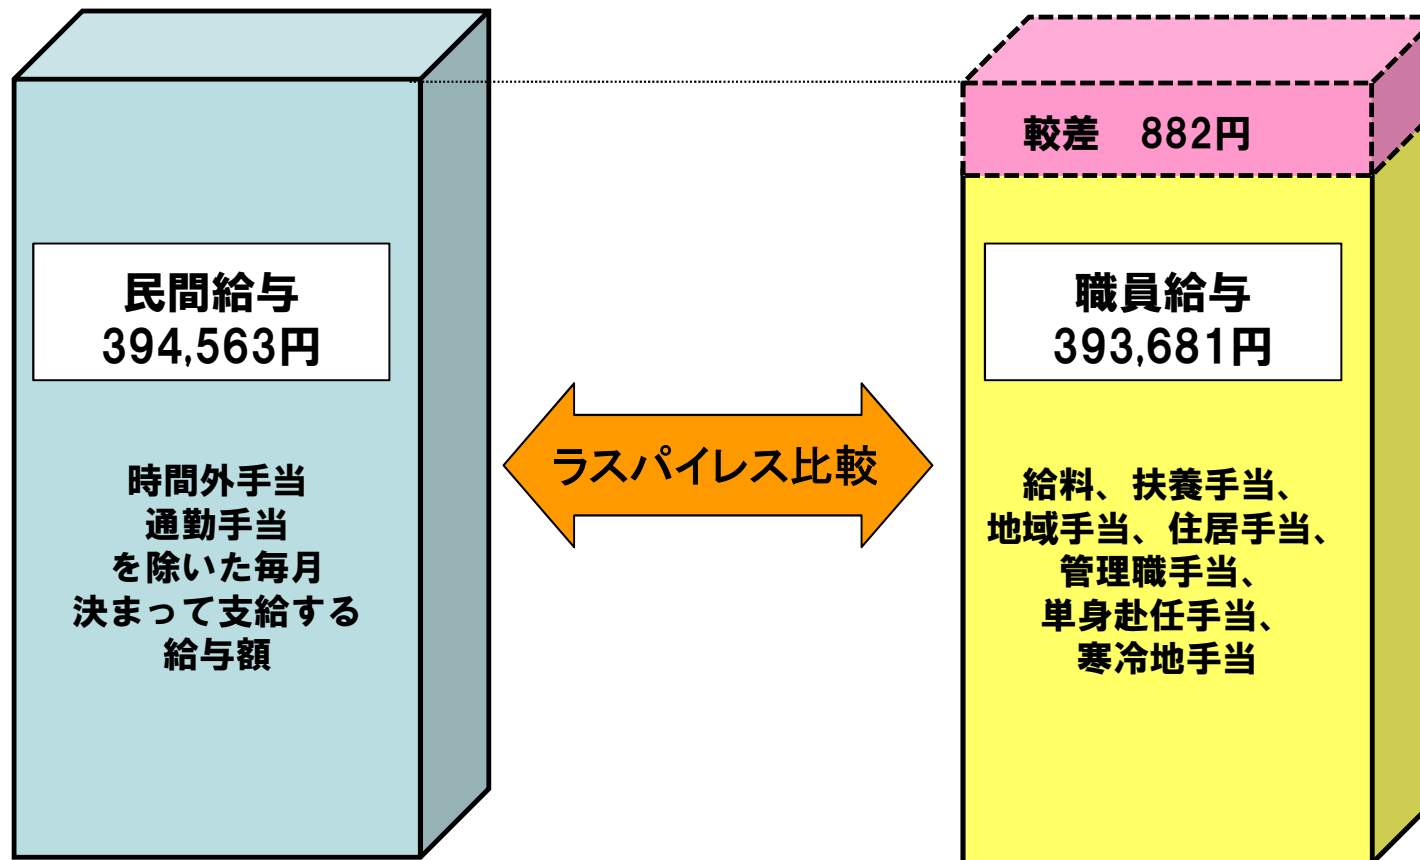 較差　882円
民間給与
394,563円
時間外手当
通勤手当
を除いた毎月
決まって支給する
給与額
ラスパイレス比較
職員給与
393,681円
給料、扶養手当、
地域手当、住居手当、
管理職手当、
単身赴任手当、
寒冷地手当